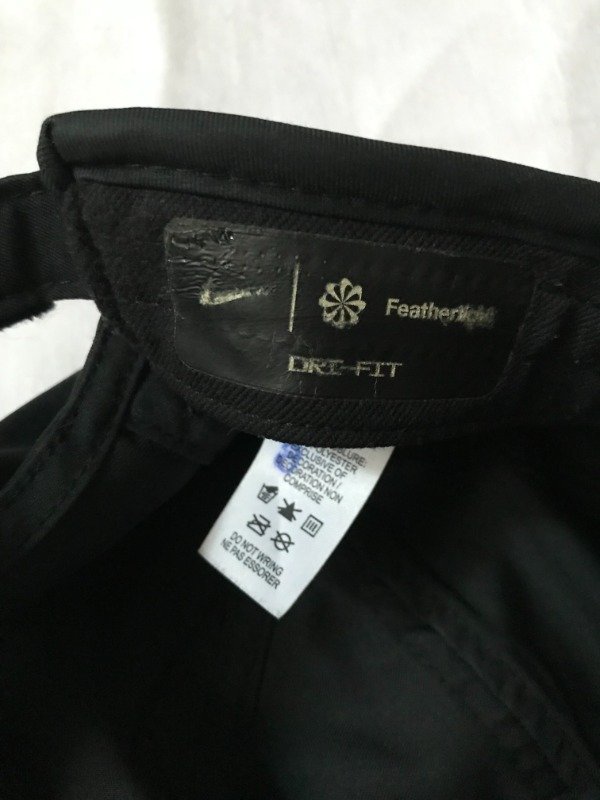 Featherlight
DRI-FIT
POLYESTER
EXCLUSIVE OF
DECORATION /
DECORATION NON
COMPRISE
DO NOT WRING
NE PAS ESSORER